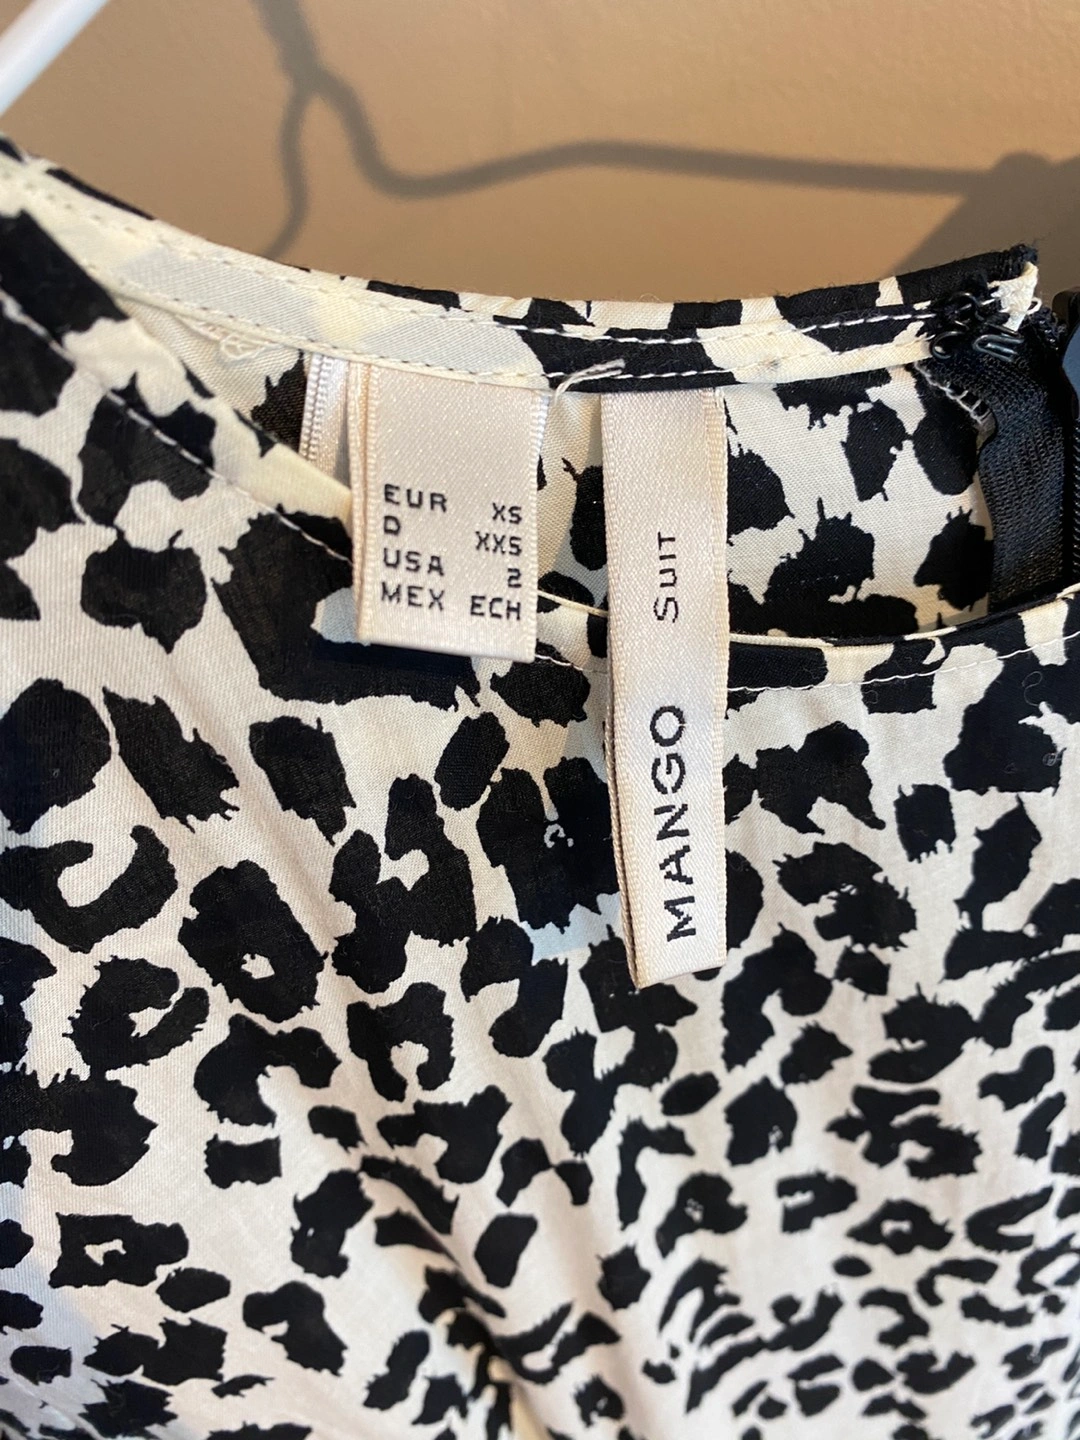 EUR XS
D XXS
USA 2
MEX ECH
MANGO SUIT